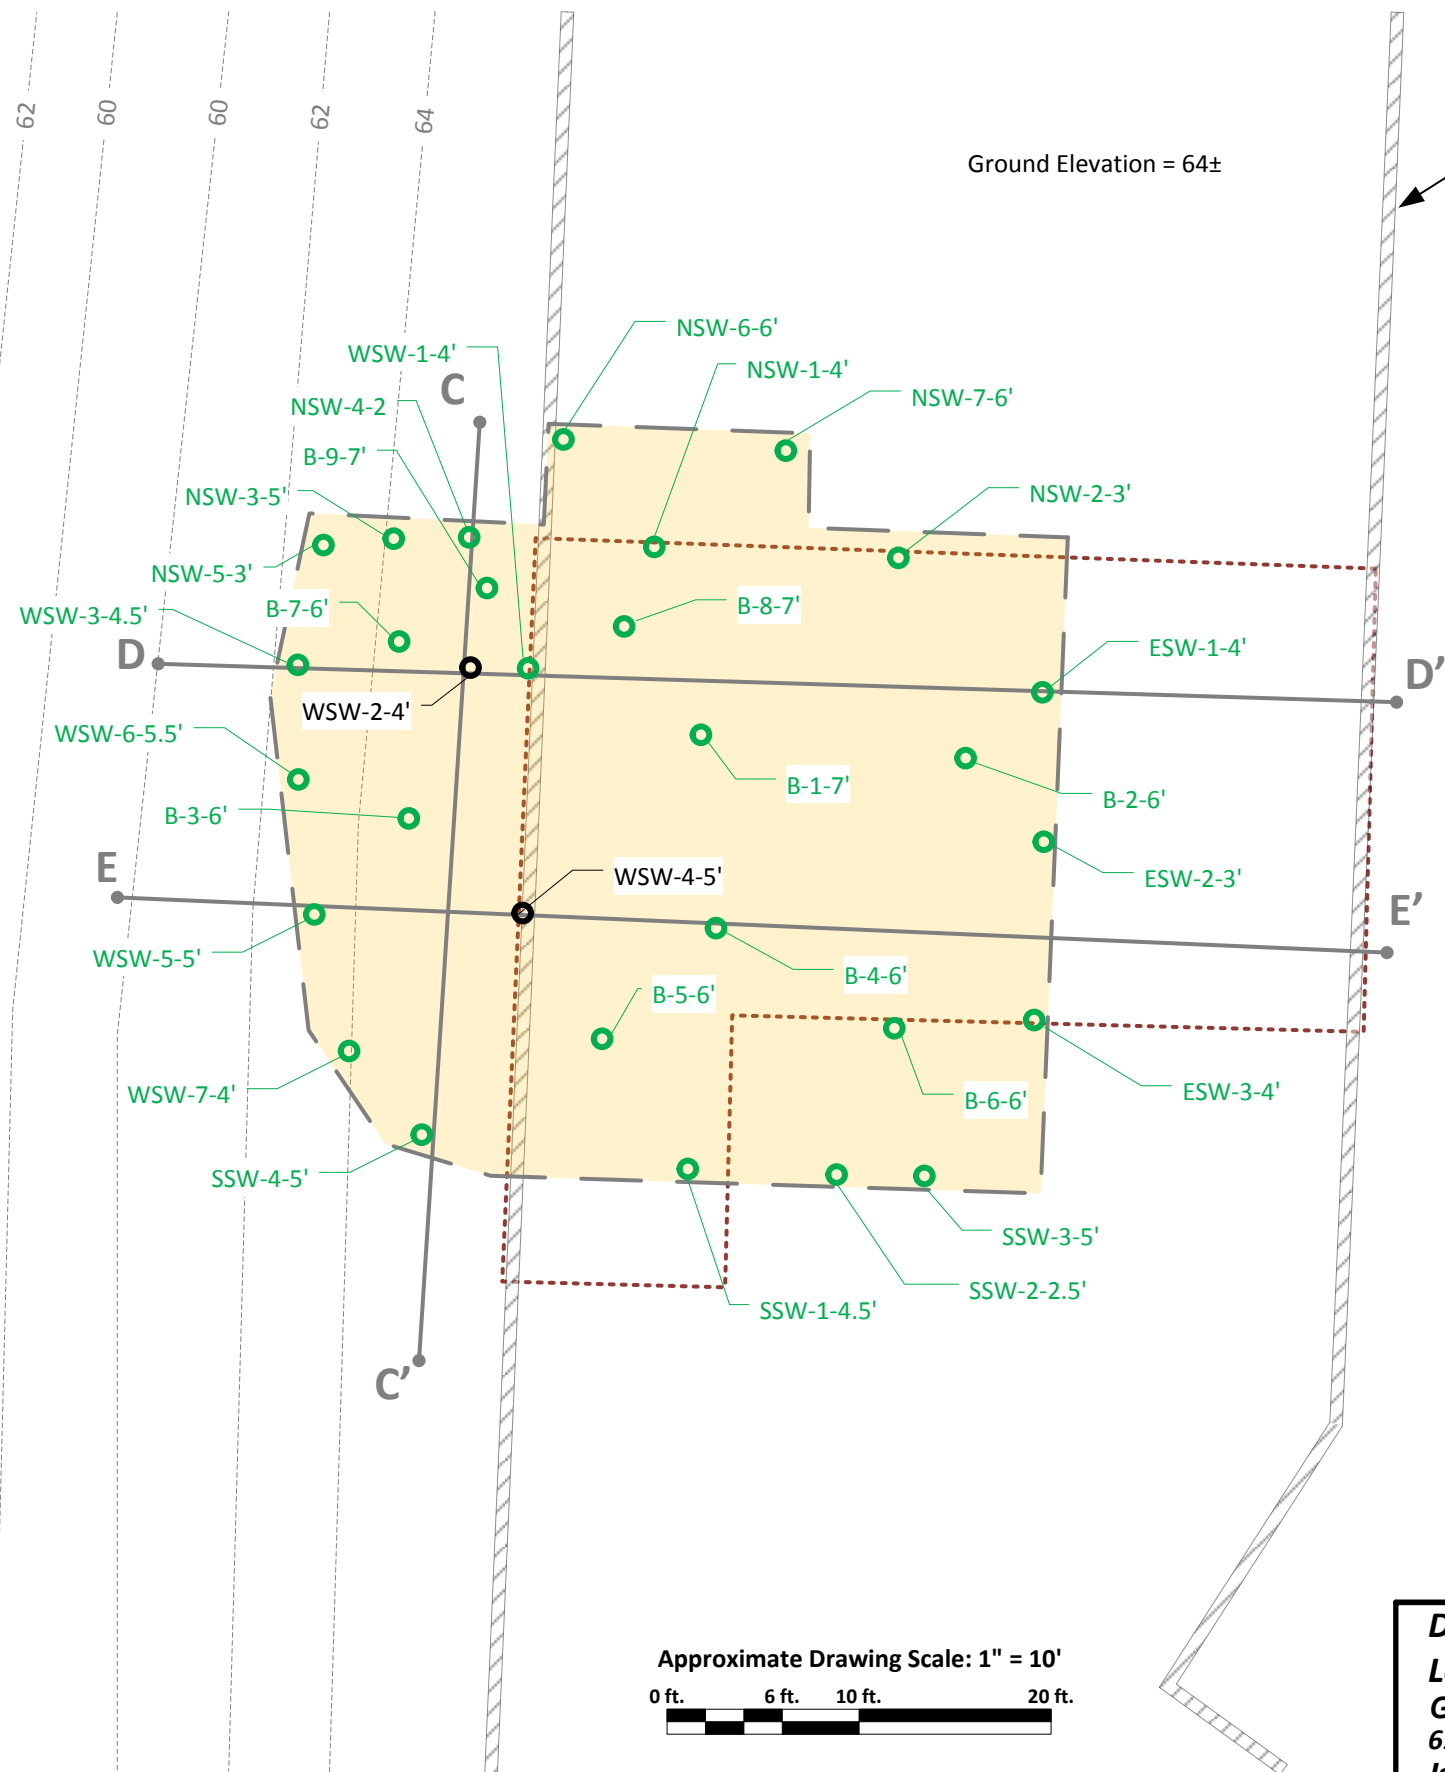 62
60
60
62
64
Ground Elevation = 64±
NSW-6-6'
WSW-1-4'
NSW-1-4'
C
NSW-4-2
NSW-7-6'
B-9-7'
NSW-3-5'
NSW-2-3'
NSW-5-3'
B-7-6'
B-8-7'
WSW-3-4.5'
D
ESW-1-4'
D’
WSW-2-4'
WSW-6-5.5'
B-1-7'
B-2-6'
B-3-6'
E
WSW-4-5'
ESW-2-3'
E’
WSW-5-5'
B-4-6'
B-5-6'
WSW-7-4'
B-6-6'
ESW-3-4'
SSW-4-5'
SSW-3-5'
SSW-2-2.5'
SSW-1-4.5'
C’
Approximate Drawing Scale: 1" = 10'
0 ft. 6 ft. 10 ft. 20 ft.